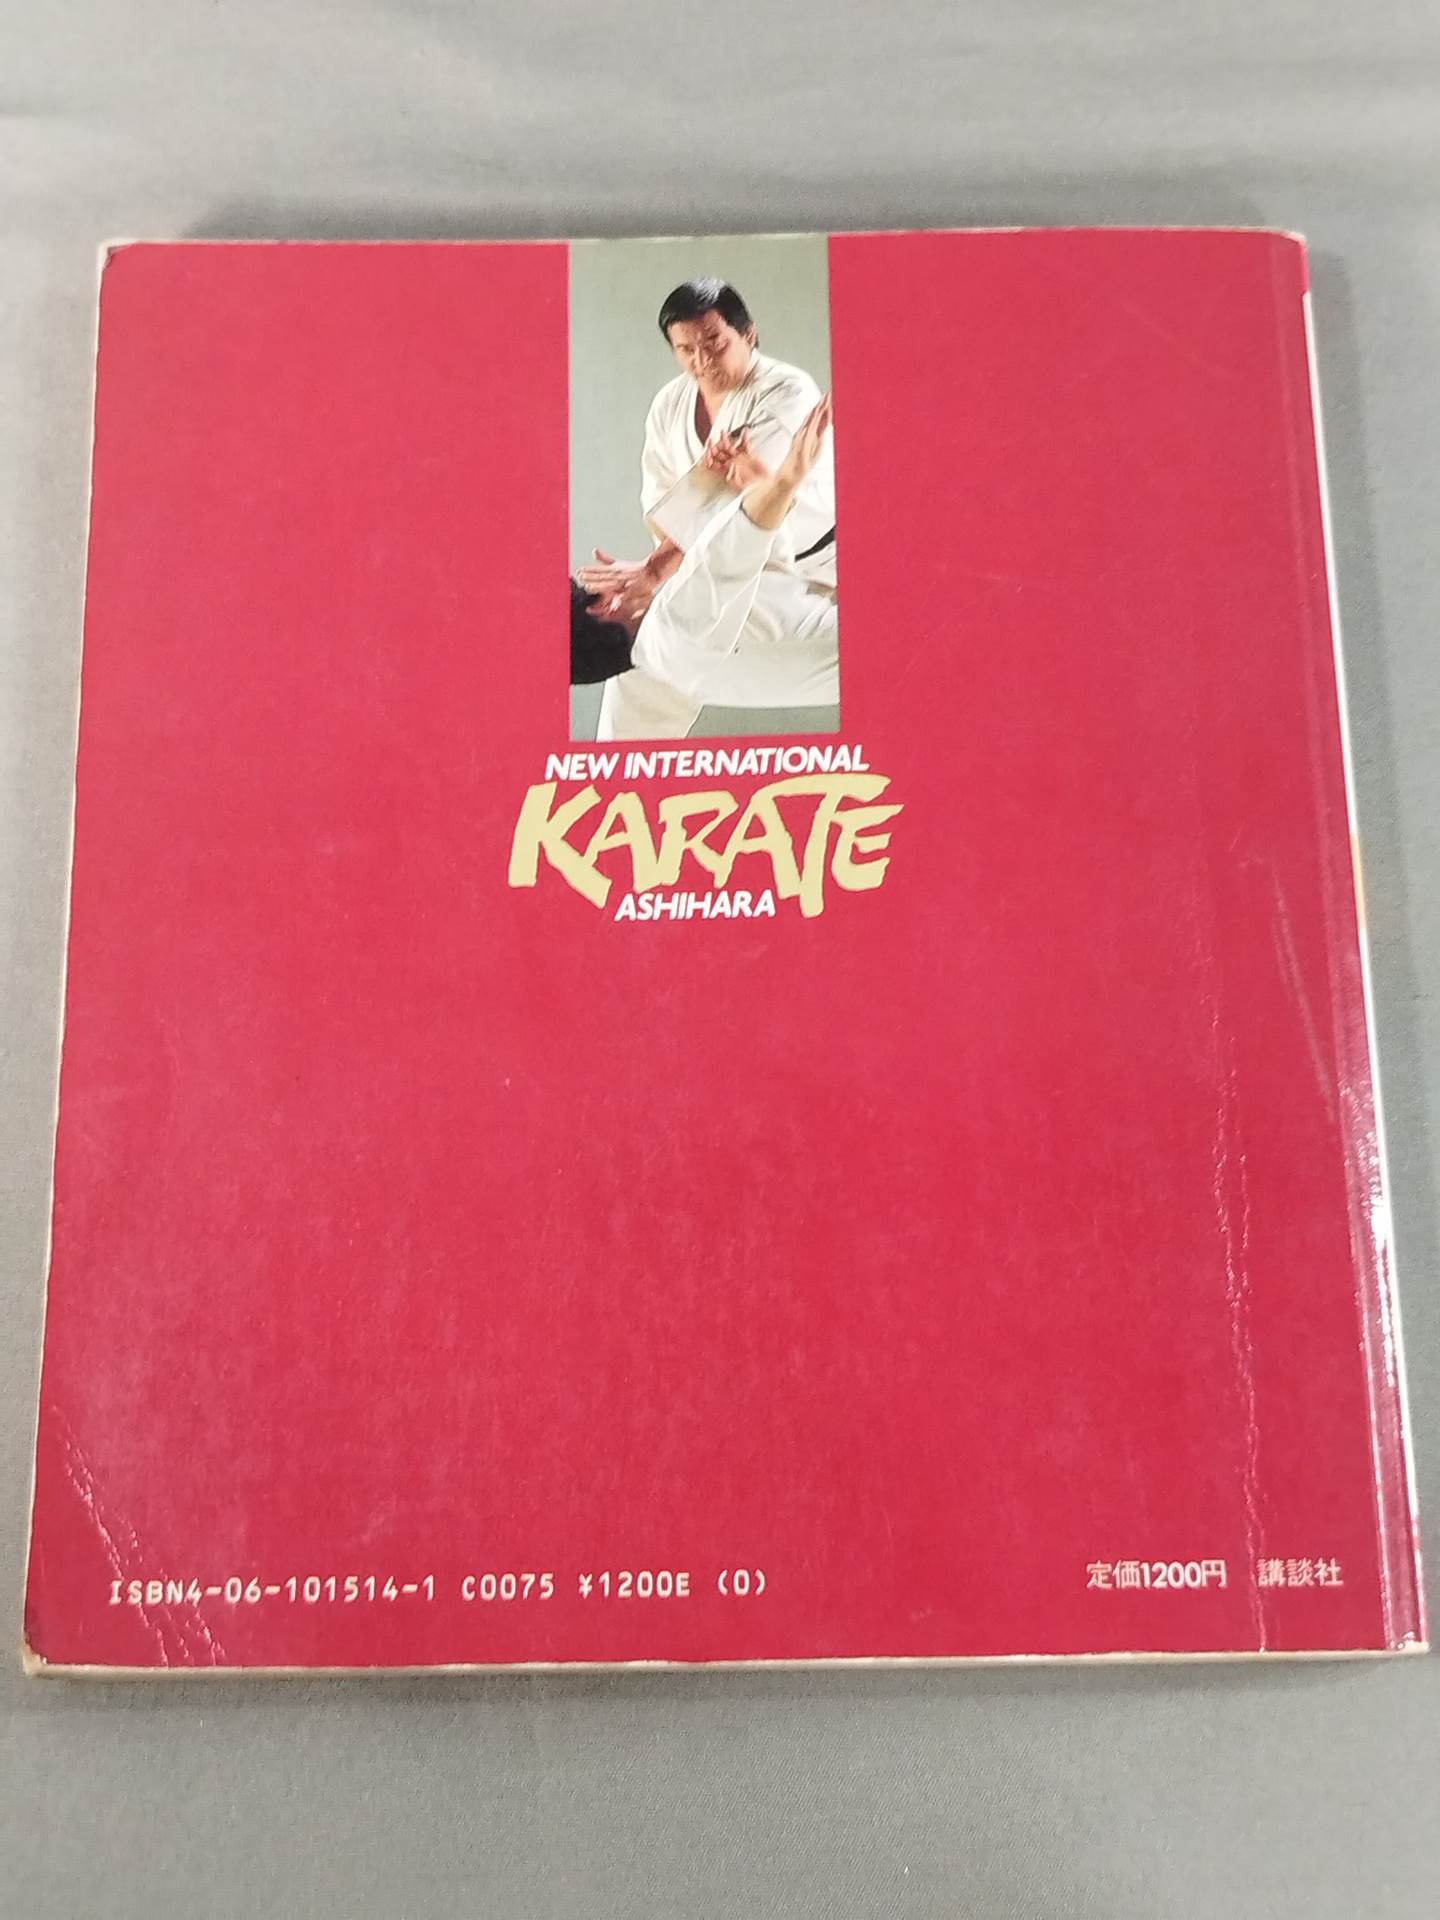 NEW INTERNATIONAL
KARATE
ASHIHARA
ISBN4-06-101514-1 C0075 ¥1200E (0)
定価1200円 講談社